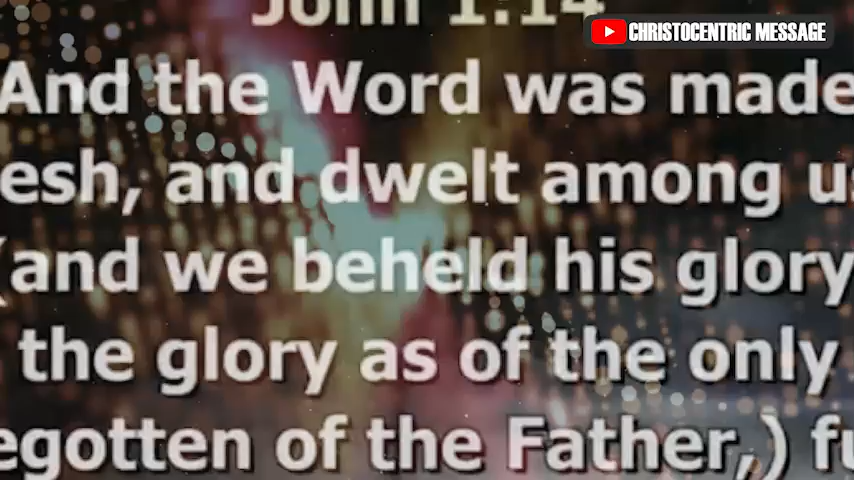 John 1:14
CHRISTOCENTRIC MESSAGE
And the Word was made
esh, and dwelt among us
(and we beheld his glory
the glory as of the only
egotten of the Father,) fu